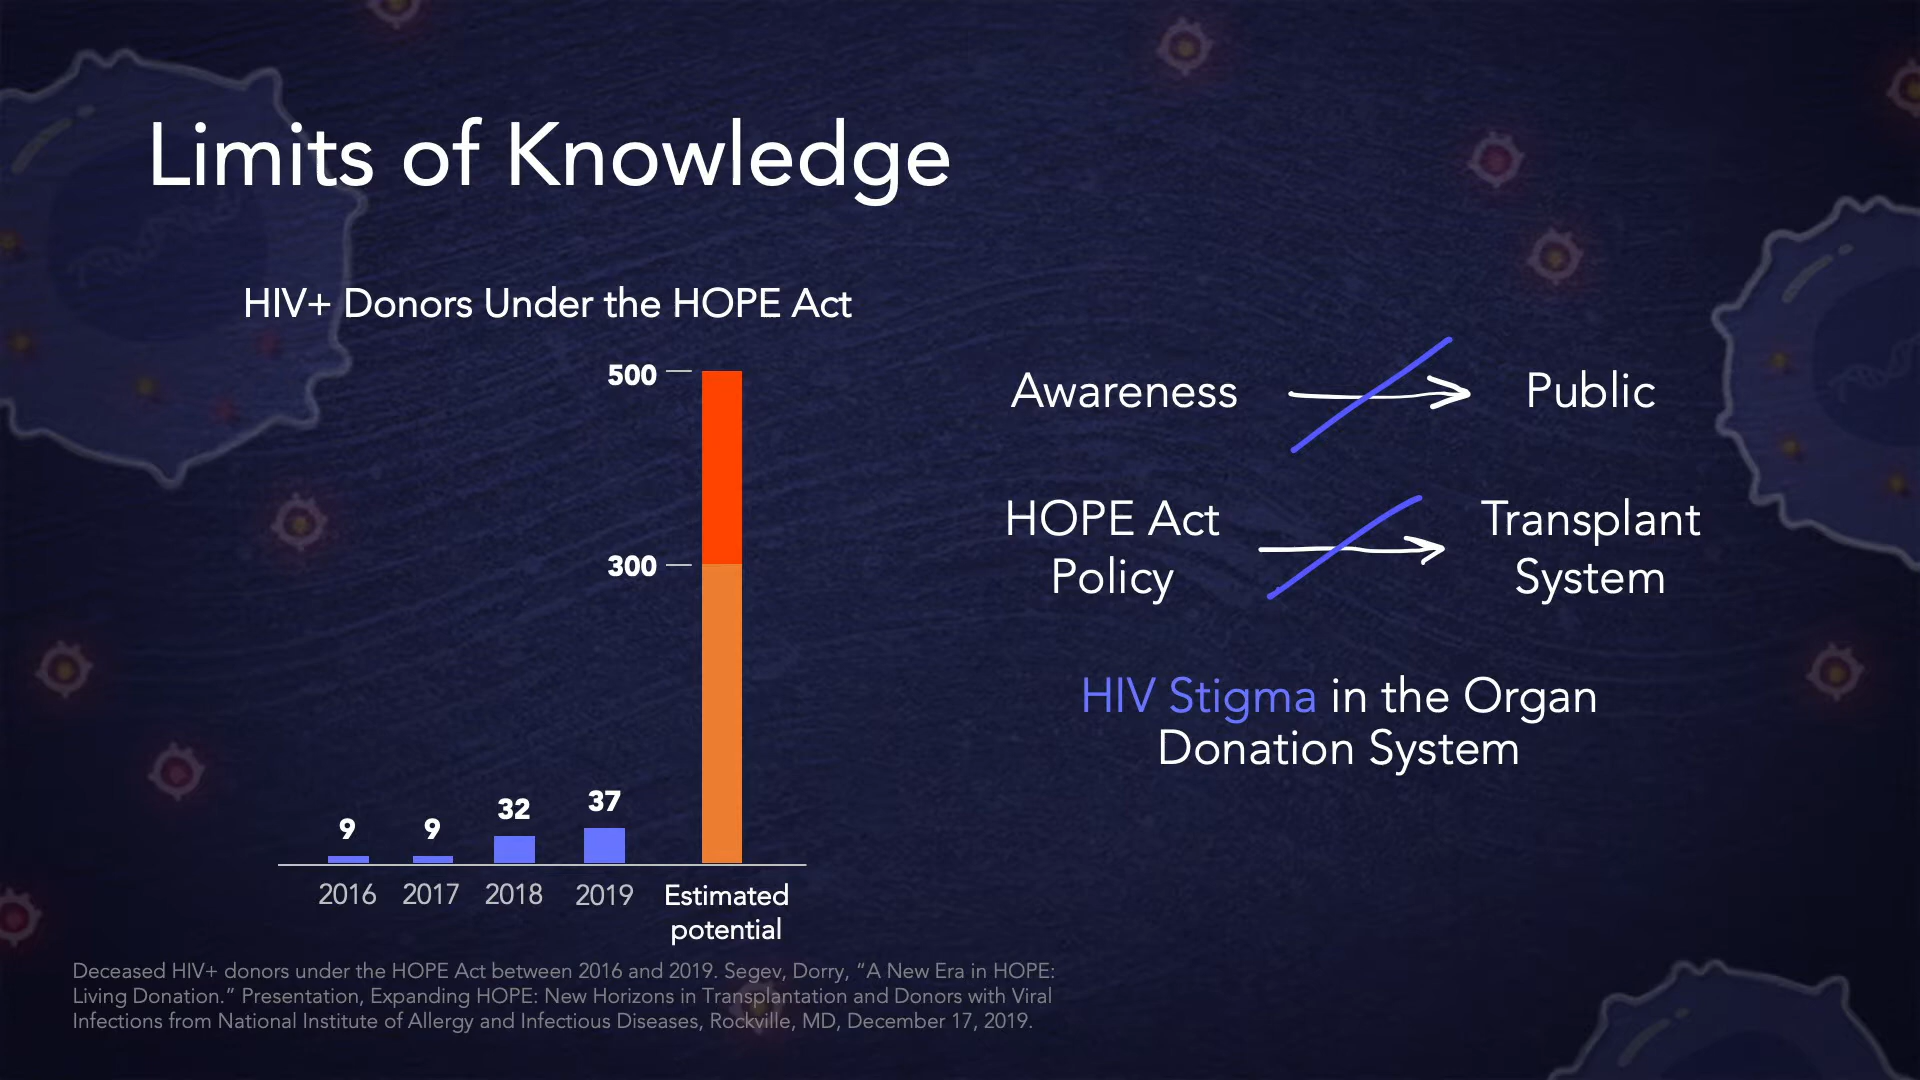 Limits of Knowledge
HIV+ Donors Under the HOPE Act
500
300
9
9
32
37
2016
2017
2018
2019
Estimated
potential
Awareness
Public
HOPE Act
Policy
Transplant
System
HIV Stigma in the Organ
Donation System
Deceased HIV+ donors under the HOPE Act between 2016 and 2019. Segev, Dorry, “A New Era in HOPE:
Living Donation.” Presentation, Expanding HOPE: New Horizons in Transplantation and Donors with Viral
Infections from National Institute of Allergy and Infectious Diseases, Rockville, MD, December 17, 2019.